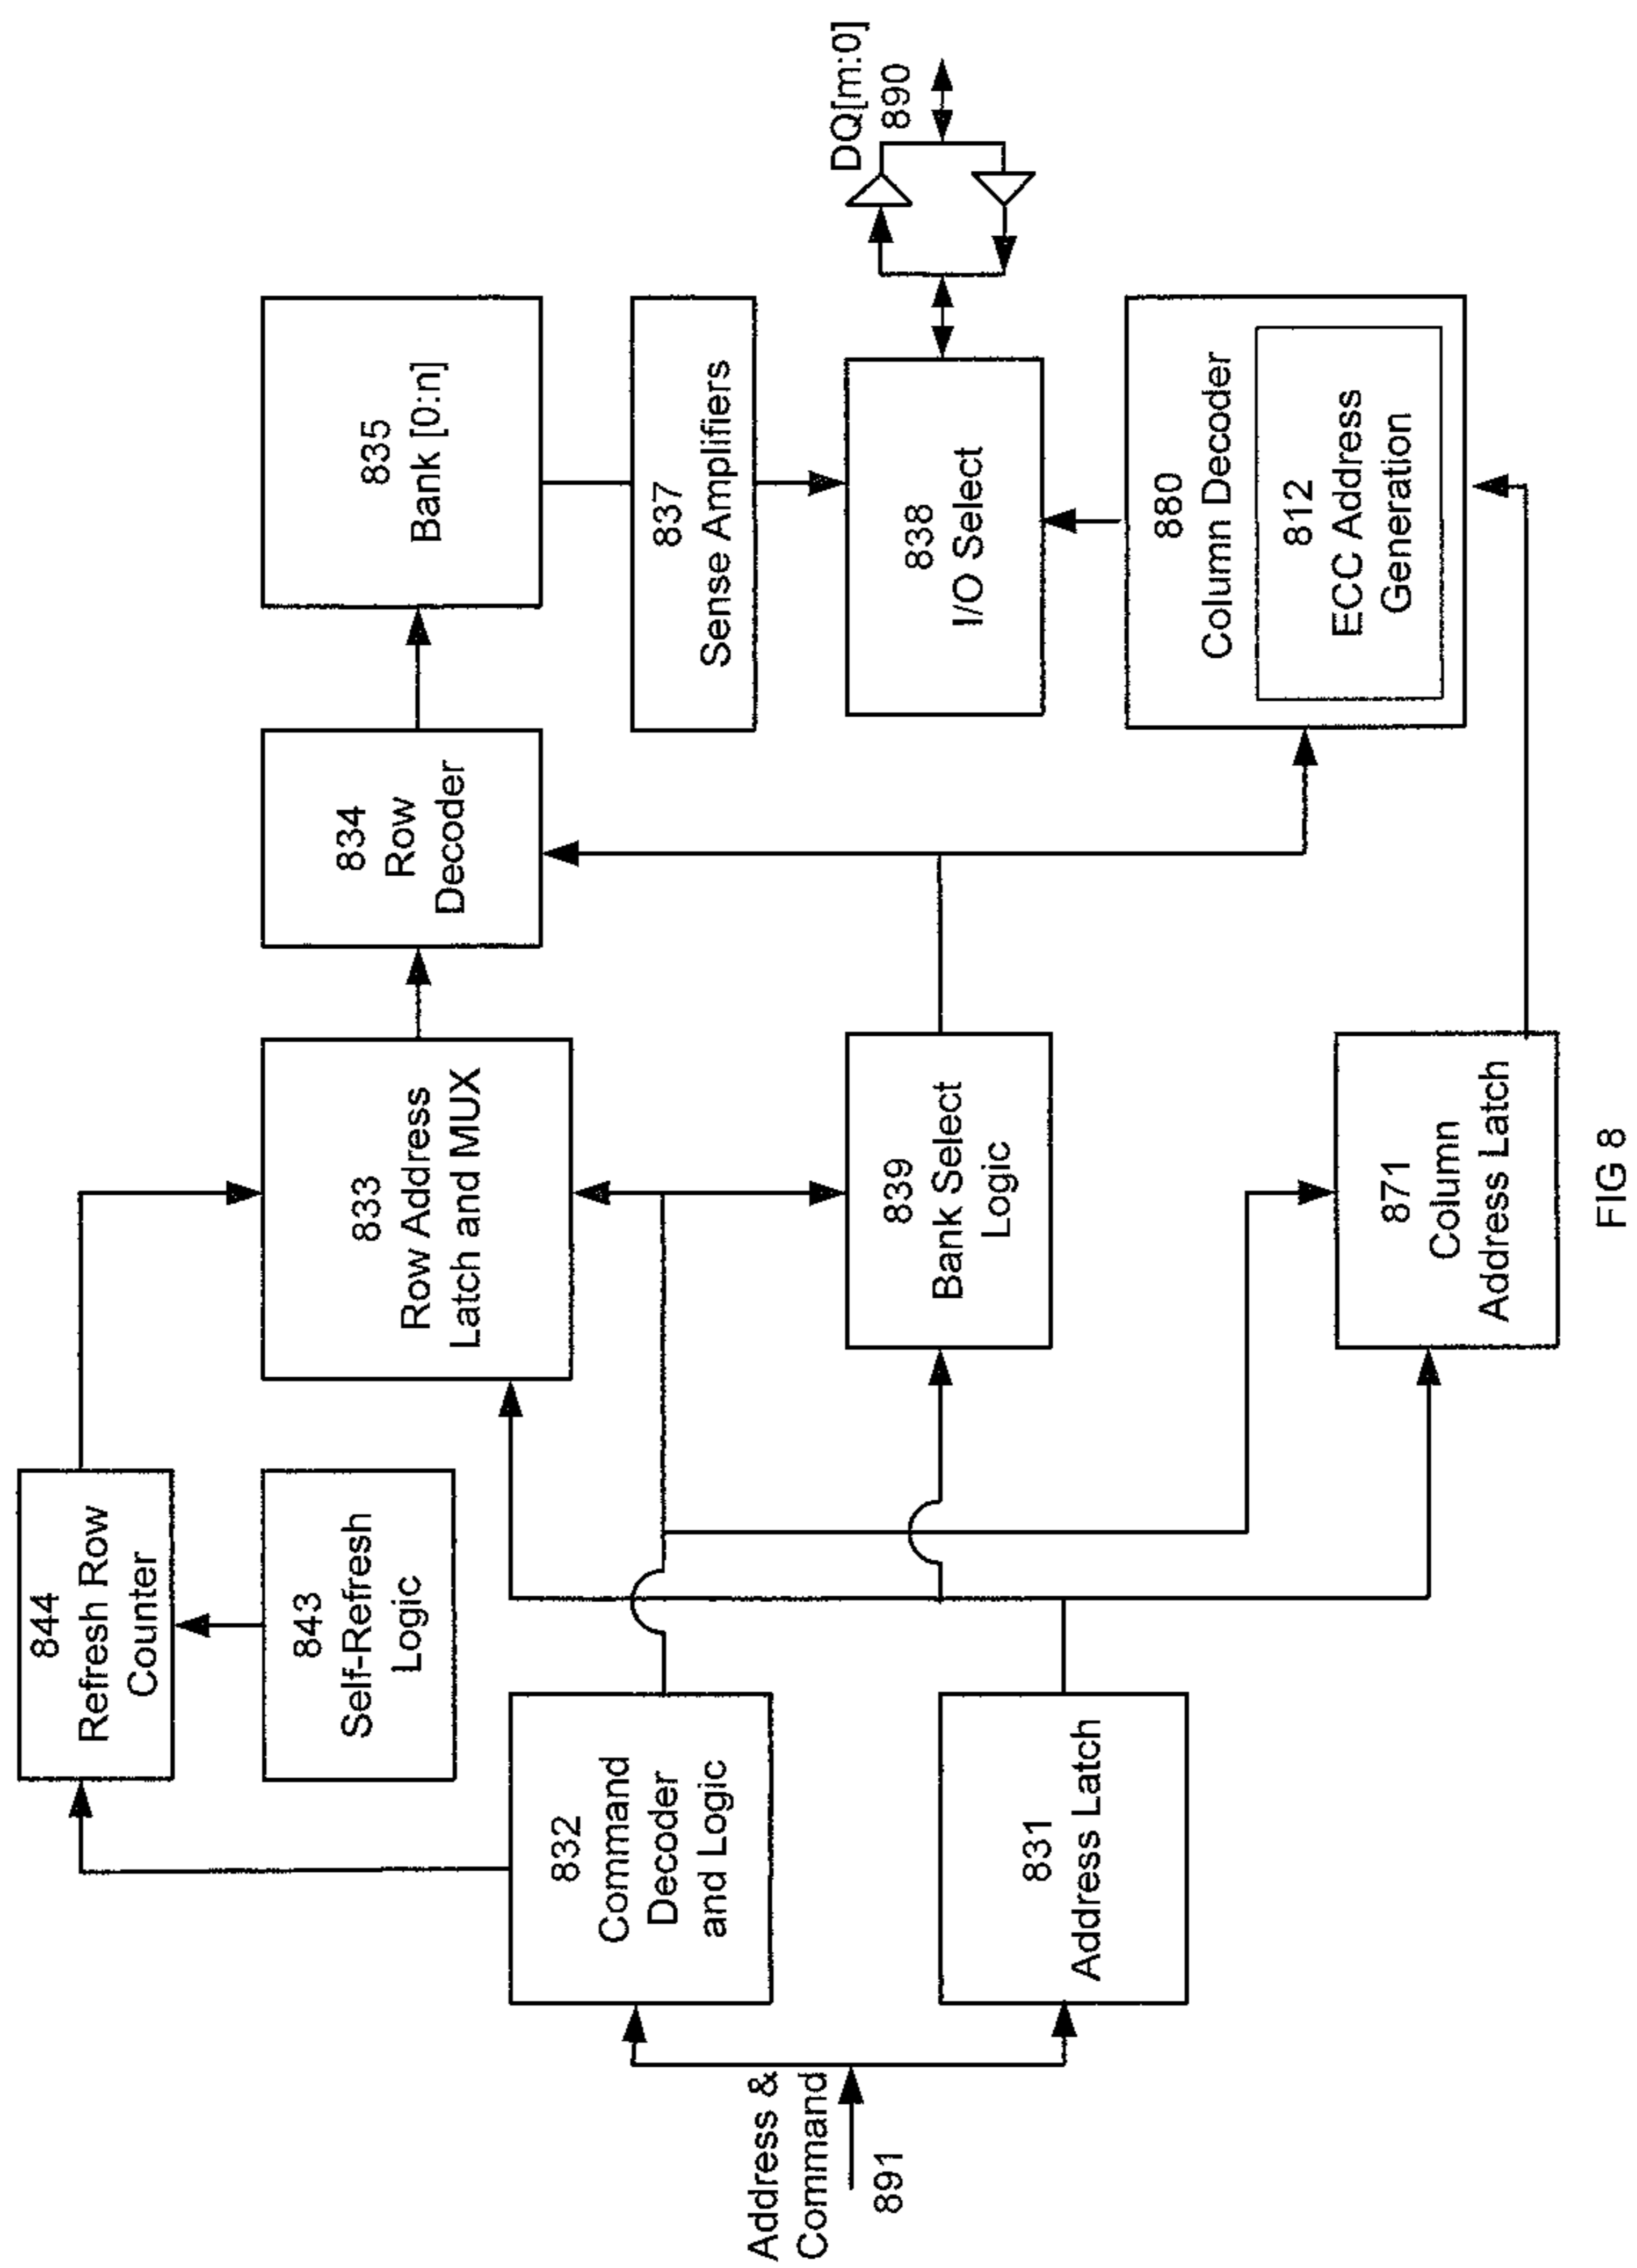 844
Refresh Row
Counter
843
Self-Refresh
Logic
832
Command
Decoder
and Logic
Address &
Command
891
831
Address Latch
833
Row Address
Latch and MUX
839
Bank Select
Logic
871
Column
Address Latch
834
Row
Decoder
835
Bank [0:n]
837
Sense Amplifiers
838
I/O Select
880
Column Decoder
812
ECC Address
Generation
DQ[m:0]
890
FIG 8